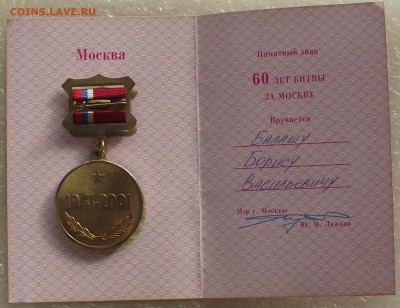 COINS.LAVE.RU
Москва
1941-2001
Памятный знак
60 ЛЕТ БИТВЫ
ЗА МОСКВУ
Вручается
Балашу
Борису
Васильевичу
Мэр г. Москвы
Ю. М. Лужков